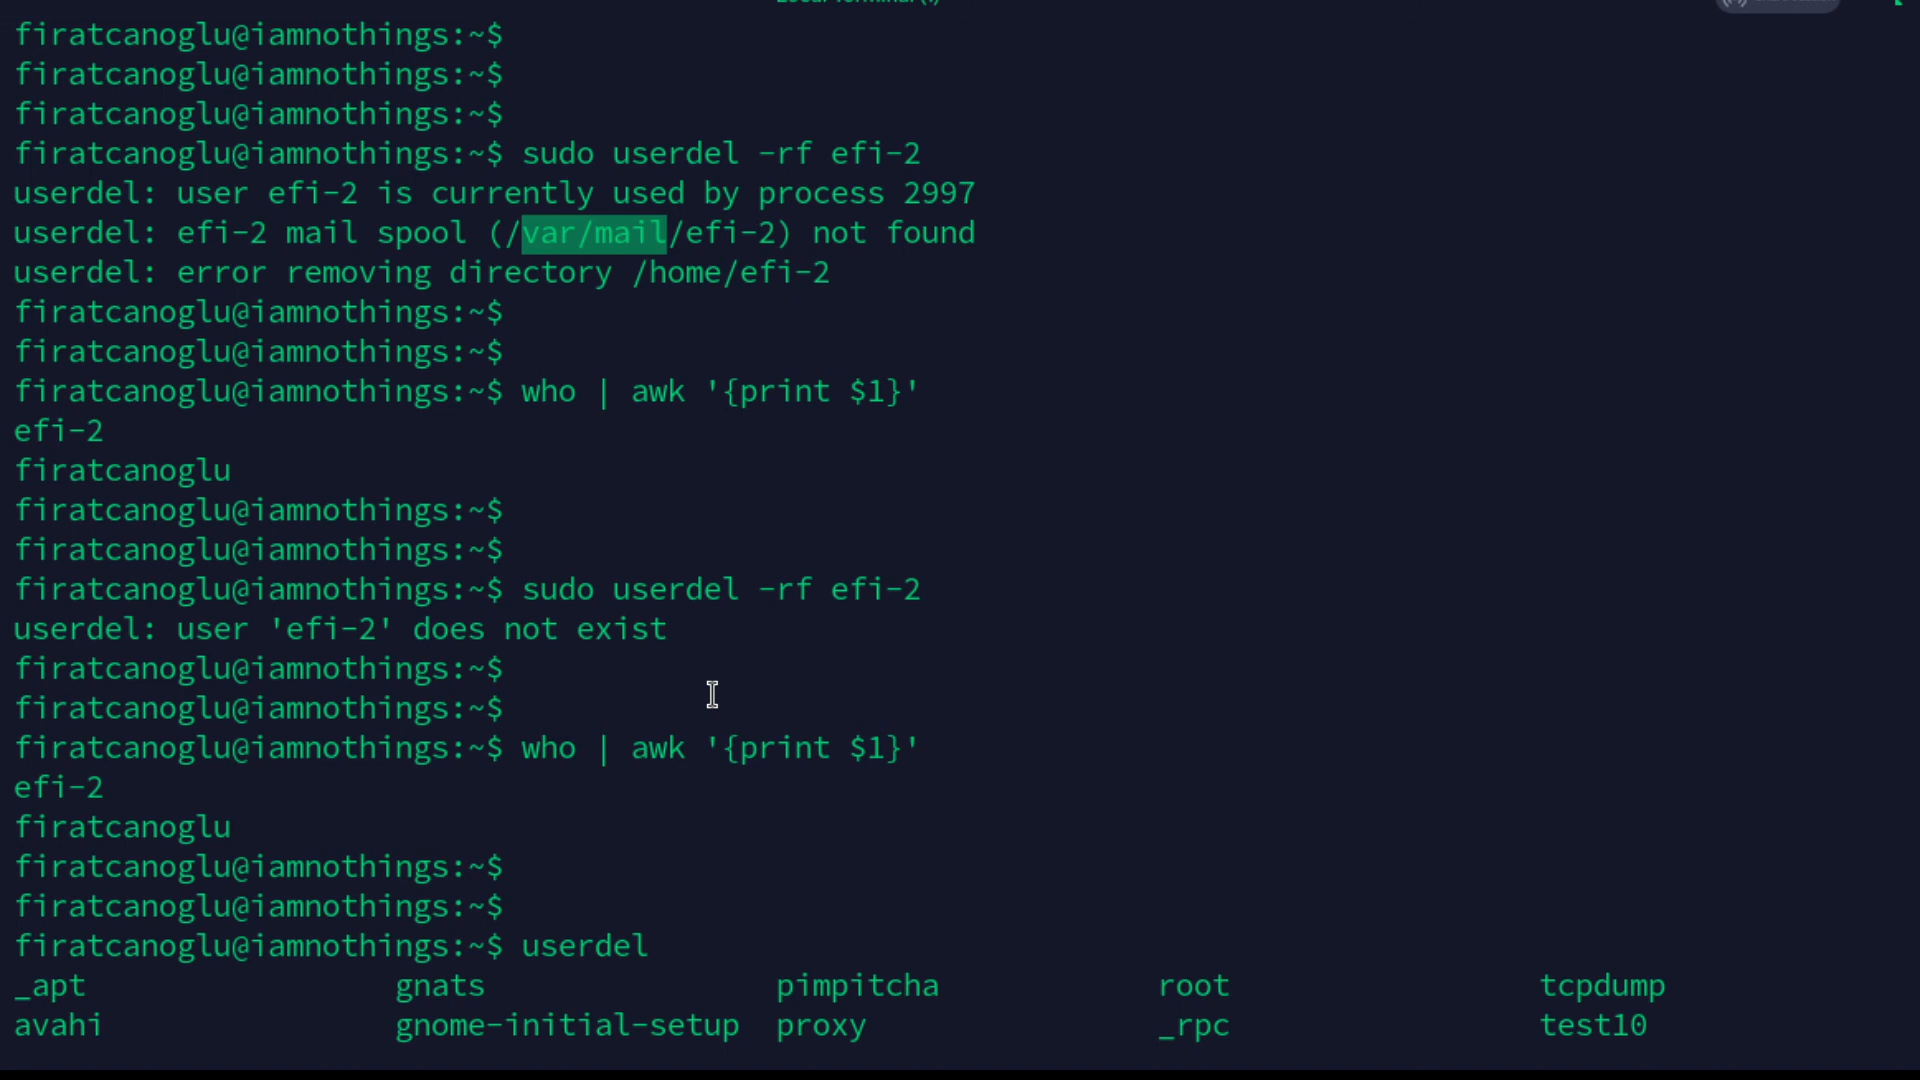 firatcanoglu@iamnothings:~$
firatcanoglu@iamnothings:~$
firatcanoglu@iamnothings:~$
firatcanoglu@iamnothings:~$ sudo userdel -rf efi-2
userdel: user efi-2 is currently used by process 2997
userdel: efi-2 mail spool (/var/mail/efi-2) not found
userdel: error removing directory /home/efi-2
firatcanoglu@iamnothings:~$
firatcanoglu@iamnothings:~$
firatcanoglu@iamnothings:~$ who | awk '{print $1}'
efi-2
firatcanoglu
firatcanoglu@iamnothings:~$
firatcanoglu@iamnothings:~$
firatcanoglu@iamnothings:~$ sudo userdel -rf efi-2
userdel: user 'efi-2' does not exist
firatcanoglu@iamnothings:~$
firatcanoglu@iamnothings:~$
firatcanoglu@iamnothings:~$ who | awk '{print $1}'
efi-2
firatcanoglu
firatcanoglu@iamnothings:~$
firatcanoglu@iamnothings:~$
firatcanoglu@iamnothings:~$ userdel
_apt gnats pimpitcha root tcpdump
avahi gnome-initial-setup proxy _rpc test10